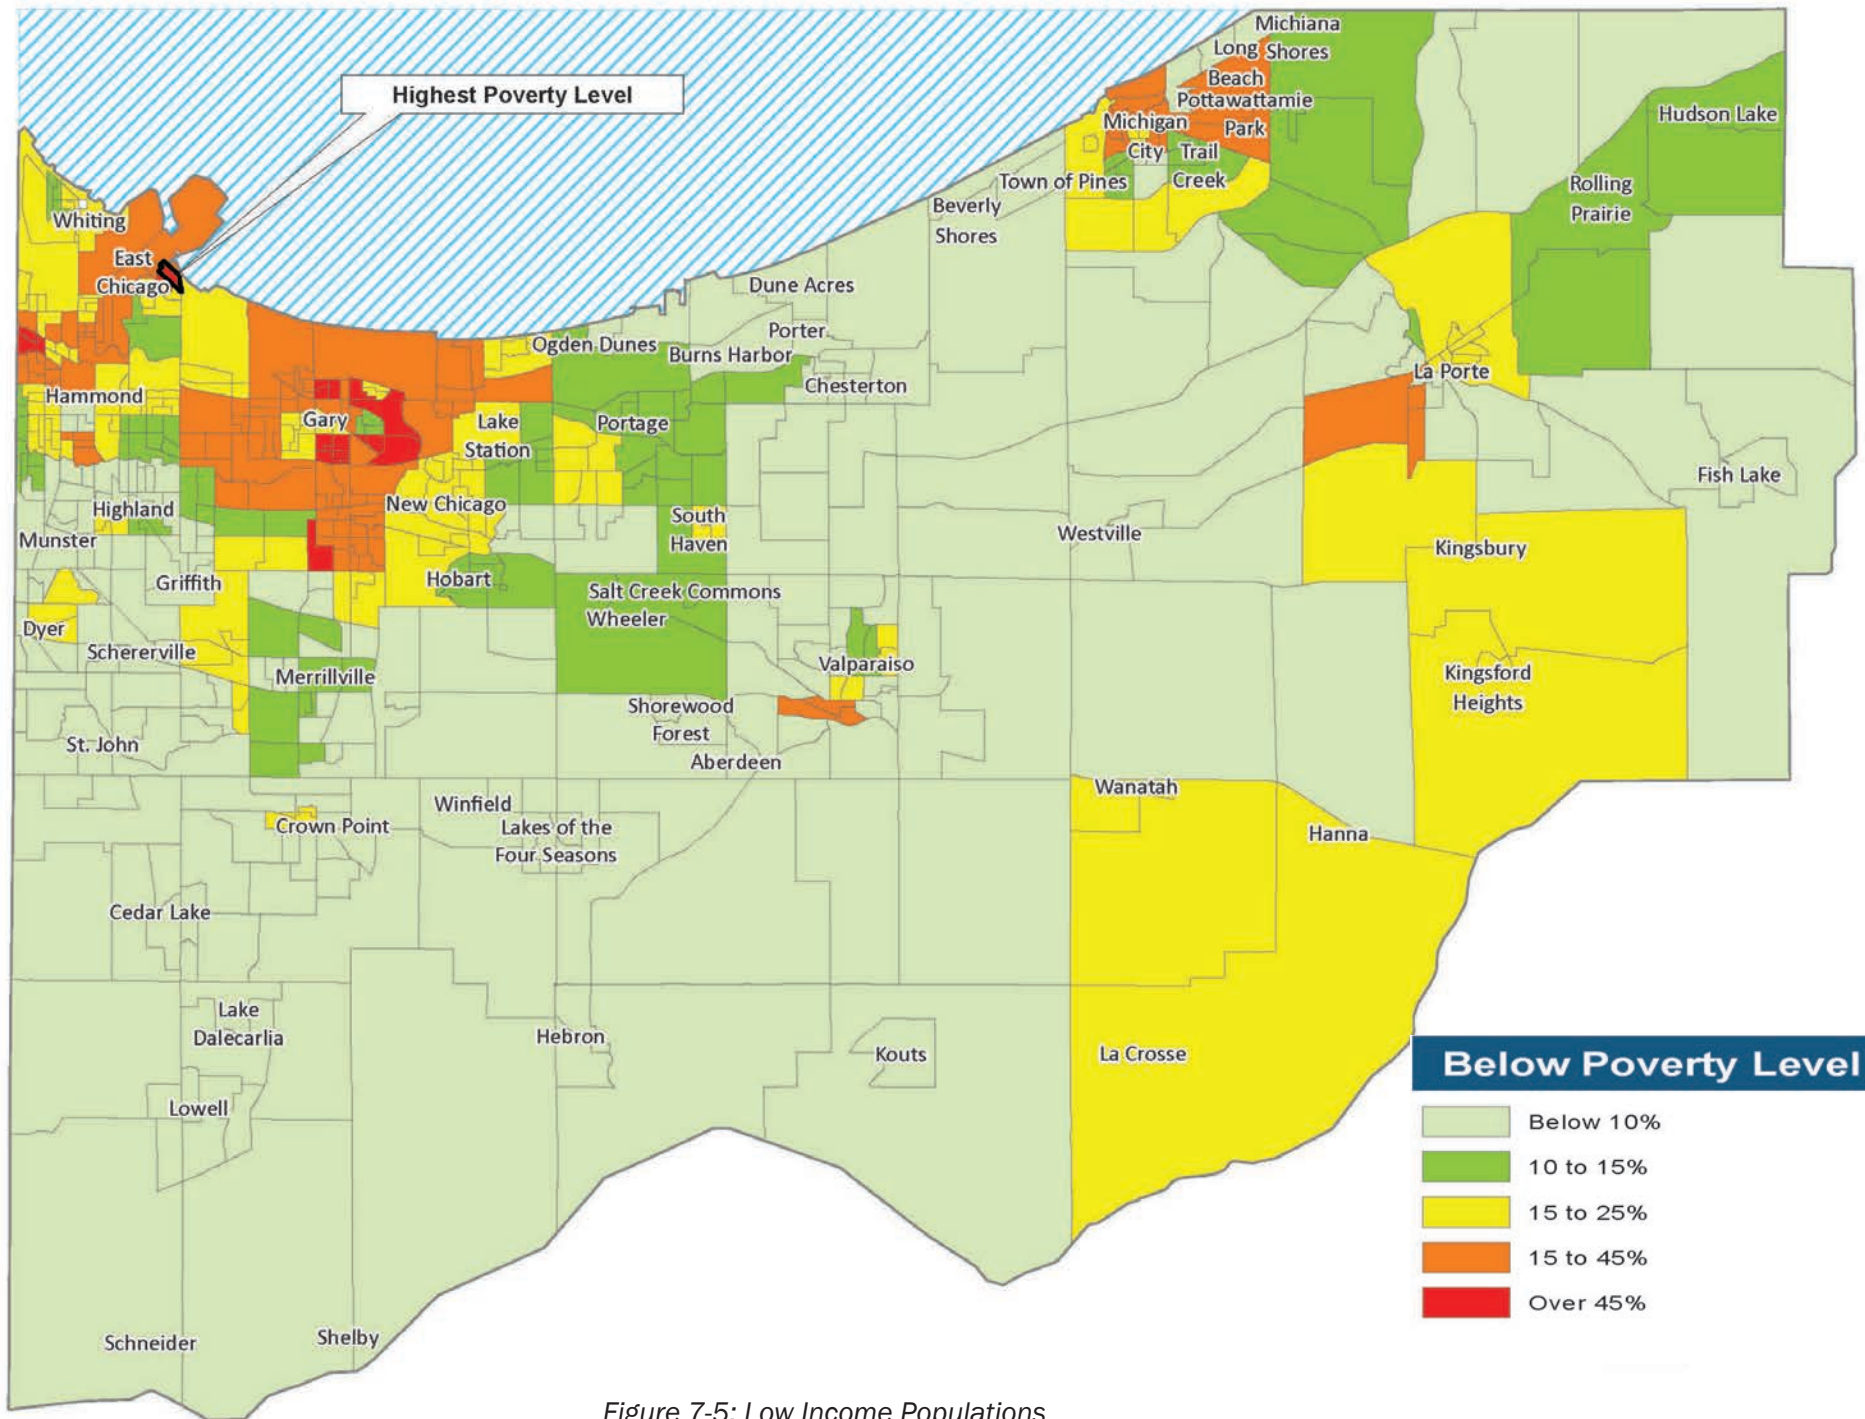 Michiana
Shores
Long
Beach
Highest Poverty Level
Pottawattamie
Park
Hudson Lake
Michigan
City
Trail
Creek
Town of Pines
Rolling
Prairie
Whiting
Beverly
Shores
East
Chicago
Dune Acres
Porter
Ogden Dunes
Burns Harbor
La Porte
Chesterton
Hammond
Gary
Lake
Station
Portage
Fish Lake
New Chicago
Highland
South
Haven
Munster
Westville
Kingsbury
Griffith
Hobart
Salt Creek Commons
Wheeler
Dyer
Schererville
Valparaiso
Merrillville
Kingsford
Heights
Shorewood
Forest
St. John
Aberdeen
Wanatah
Winfield
Crown Point
Lakes of the
Four Seasons
Hanna
Cedar Lake
Lake
Dalecarlia
Hebron
Kouts
La Crosse
Lowell
Schneider
Shelby
Below Poverty Level
Below 10%
10 to 15%
15 to 25%
15 to 45%
Over 45%
Figure 7-5: Low Income Populations